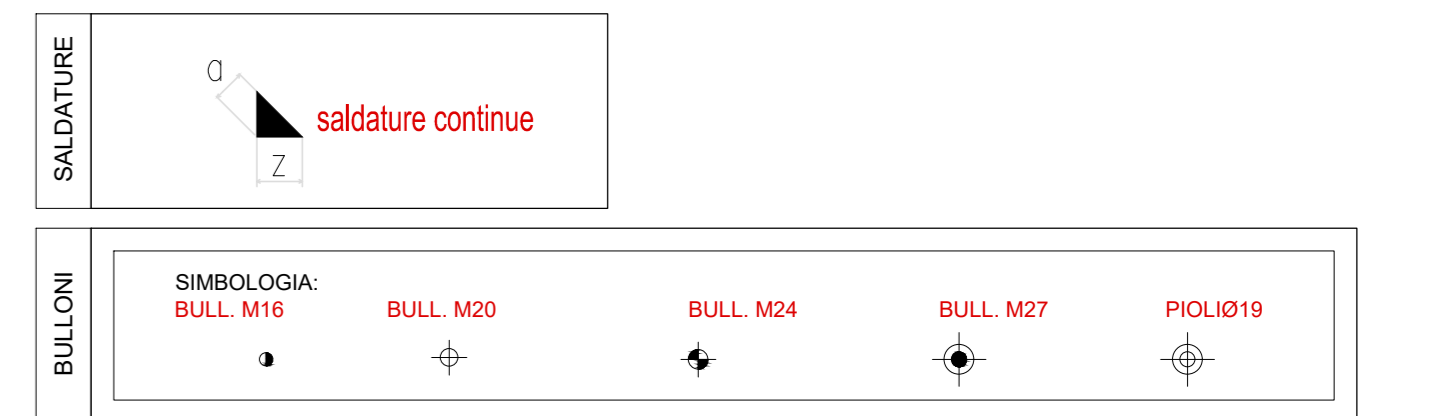 SALDATURE
a
saldature continue
Z
BULLONI
SIMBOLOGIA:
BULL. M16 BULL. M20 BULL. M24 BULL. M27 PIOLIØ19